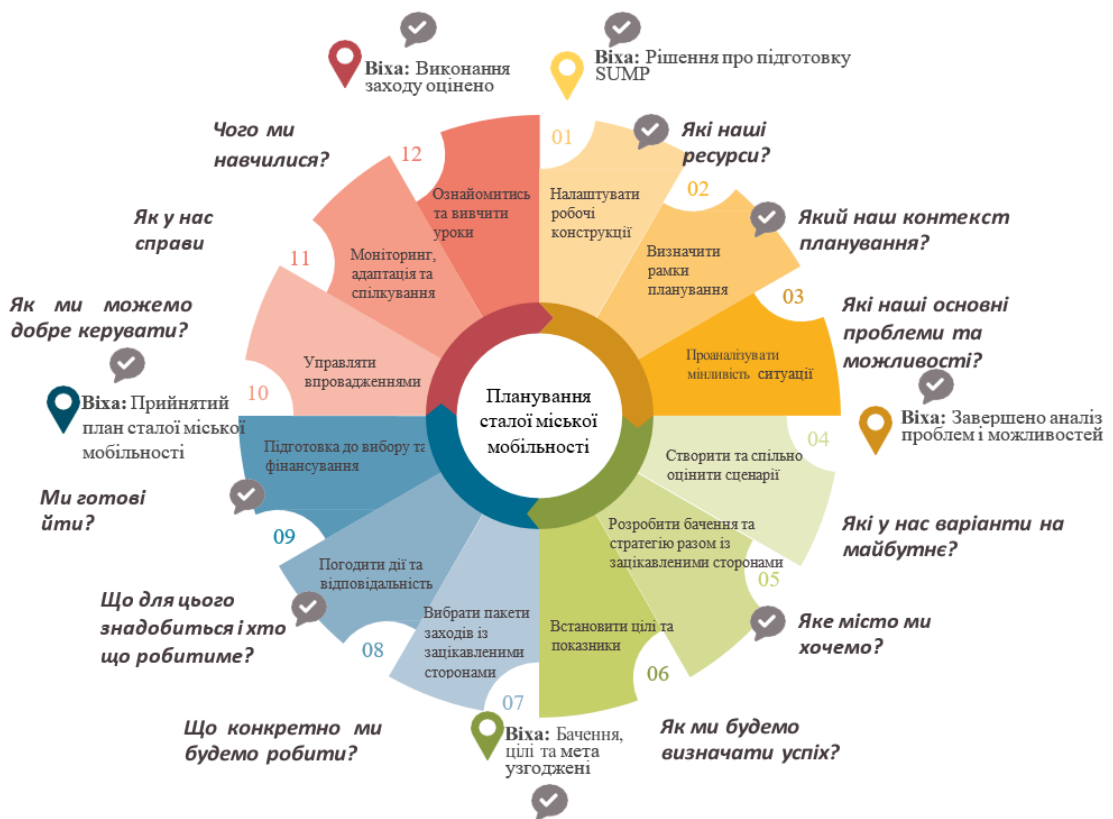 Віха: Виконання
заходу оцінено
Віха: Рішення про підготовку
SUMP
01
Які наші
ресурси?
Налаштувати
робочі
конструкції
02
Який наш контекст
планування?
Визначити
рамки
планування
03
Які наші основні
проблеми та
можливості?
Проаналізувати
мінливість ситуації
Віха: Завершено аналіз
проблем і можливостей
04
Створити та спільно
оцінити сценарії
Які у нас варіанти на
майбутнє?
05
Розробити бачення та
стратегію разом із
зацікавленими сторонами
Яке місто ми
хочемо?
06
Встановити цілі та
показники
Як ми будемо
визначати успіх?
Віха: Бачення,
цілі та мета
узгоджені
07
Вибрати пакети
заходів із
зацікавленими
сторонами
Що конкретно ми
будемо робити?
08
Погодити дії та
відповідальність
Що для цього
знадобиться і хто
що робитиме?
09
Підготовка до вибору та
фінансування
Ми готові
йти?
Віха: Прийнятий
план сталої міської
мобільності
10
Управляти
впровадженнями
Як ми можемо
добре керувати?
11
Моніторинг,
адаптація та
спілкування
Як у нас
справи
12
Ознайомитись
та вивчити
уроки
Чого ми
навчилися?
Планування
сталої міської
мобільності